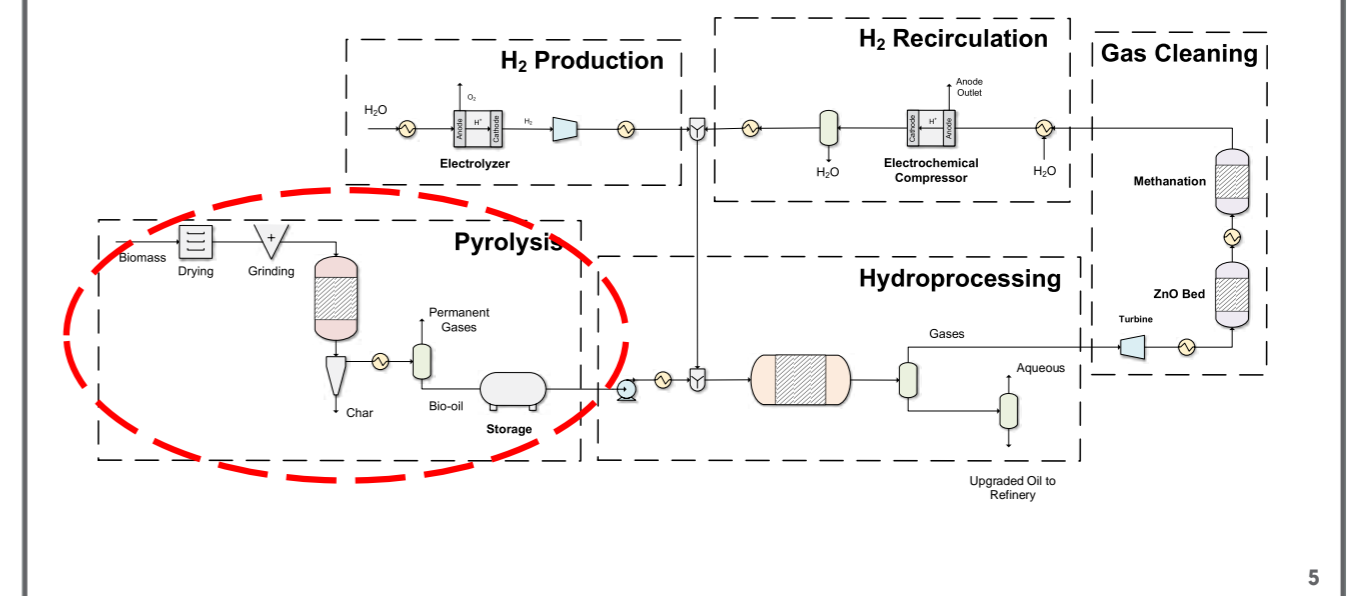 H₂ Production
H₂O
O₂
Anode
H⁺
Cathode
H₂
Electrolyzer
H₂ Recirculation
Anode
Outlet
Cathode
H⁺
Anode
H₂O
Electrochemical
Compressor
H₂O
Gas Cleaning
Methanation
ZnO Bed
Turbine
Pyrolysis
Biomass
Drying
+
Grinding
Permanent
Gases
Char
Bio-oil
Storage
Hydroprocessing
Gases
Aqueous
Upgraded Oil to
Refinery
5